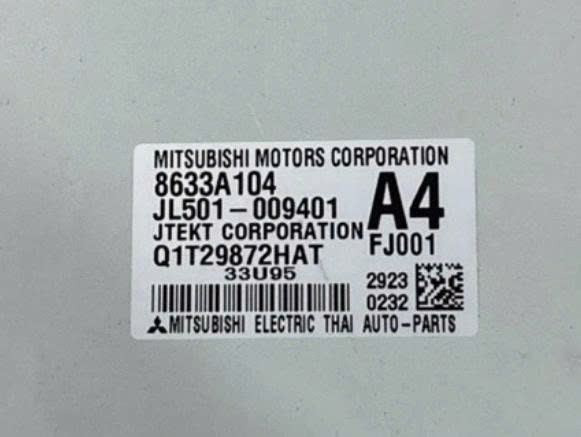 MITSUBISHI MOTORS CORPORATION
8633A104
A4
JL501-009401
JTEKT CORPORATION
FJ001
Q1T29872HAT
33U95
2923
0232
MITSUBISHI ELECTRIC THAI AUTO-PARTS